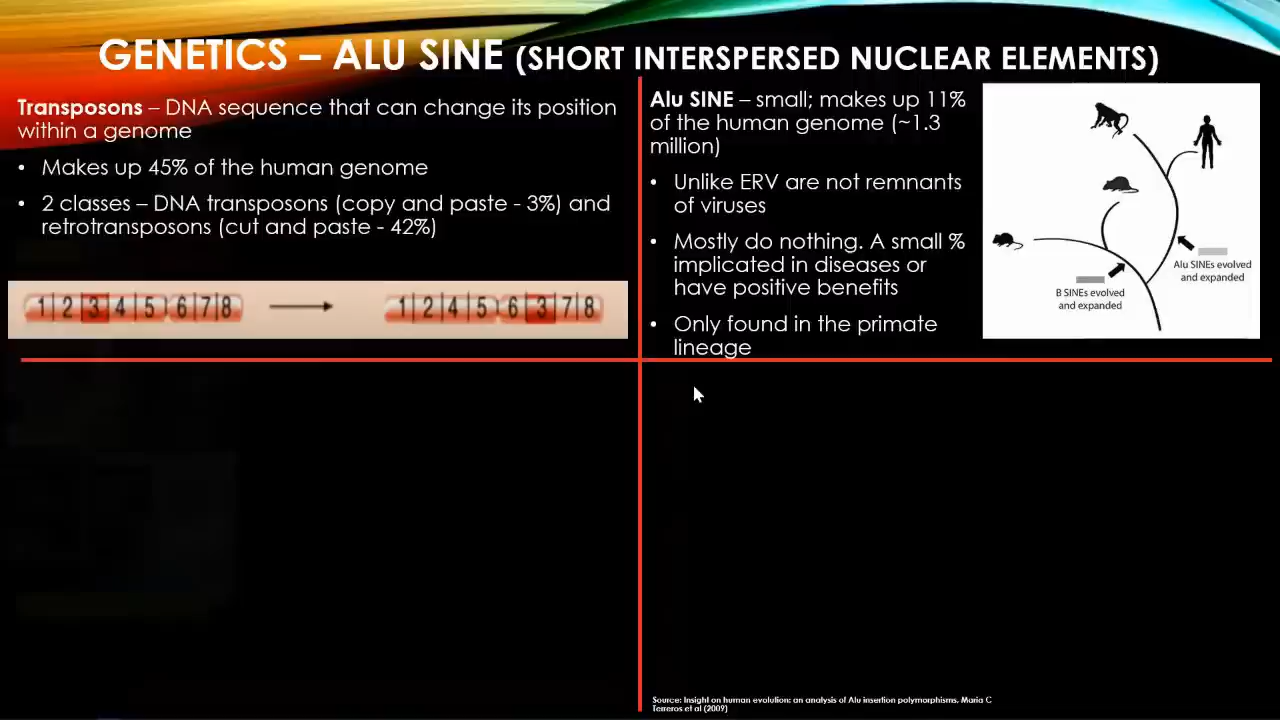 GENETICS – ALU SINE (SHORT INTERSPERSED NUCLEAR ELEMENTS)
Transposons – DNA sequence that can change its position
within a genome
• Makes up 45% of the human genome
• 2 classes – DNA transposons (copy and paste - 3%) and
retrotransposons (cut and paste - 42%)
1 2 3 4 5 6 7 8
1 2 4 5 6 3 7 8
Alu SINE – small; makes up 11%
of the human genome (~1.3
million)
• Unlike ERV are not remnants
of viruses
• Mostly do nothing. A small %
implicated in diseases or
have positive benefits
• Only found in the primate
lineage
Alu SINEs evolved
and expanded
B SINEs evolved
and expanded
Source: Insight on human evolution: an analysis of Alu insertion polymorphisms. Maria C
Terreros et al (2009)